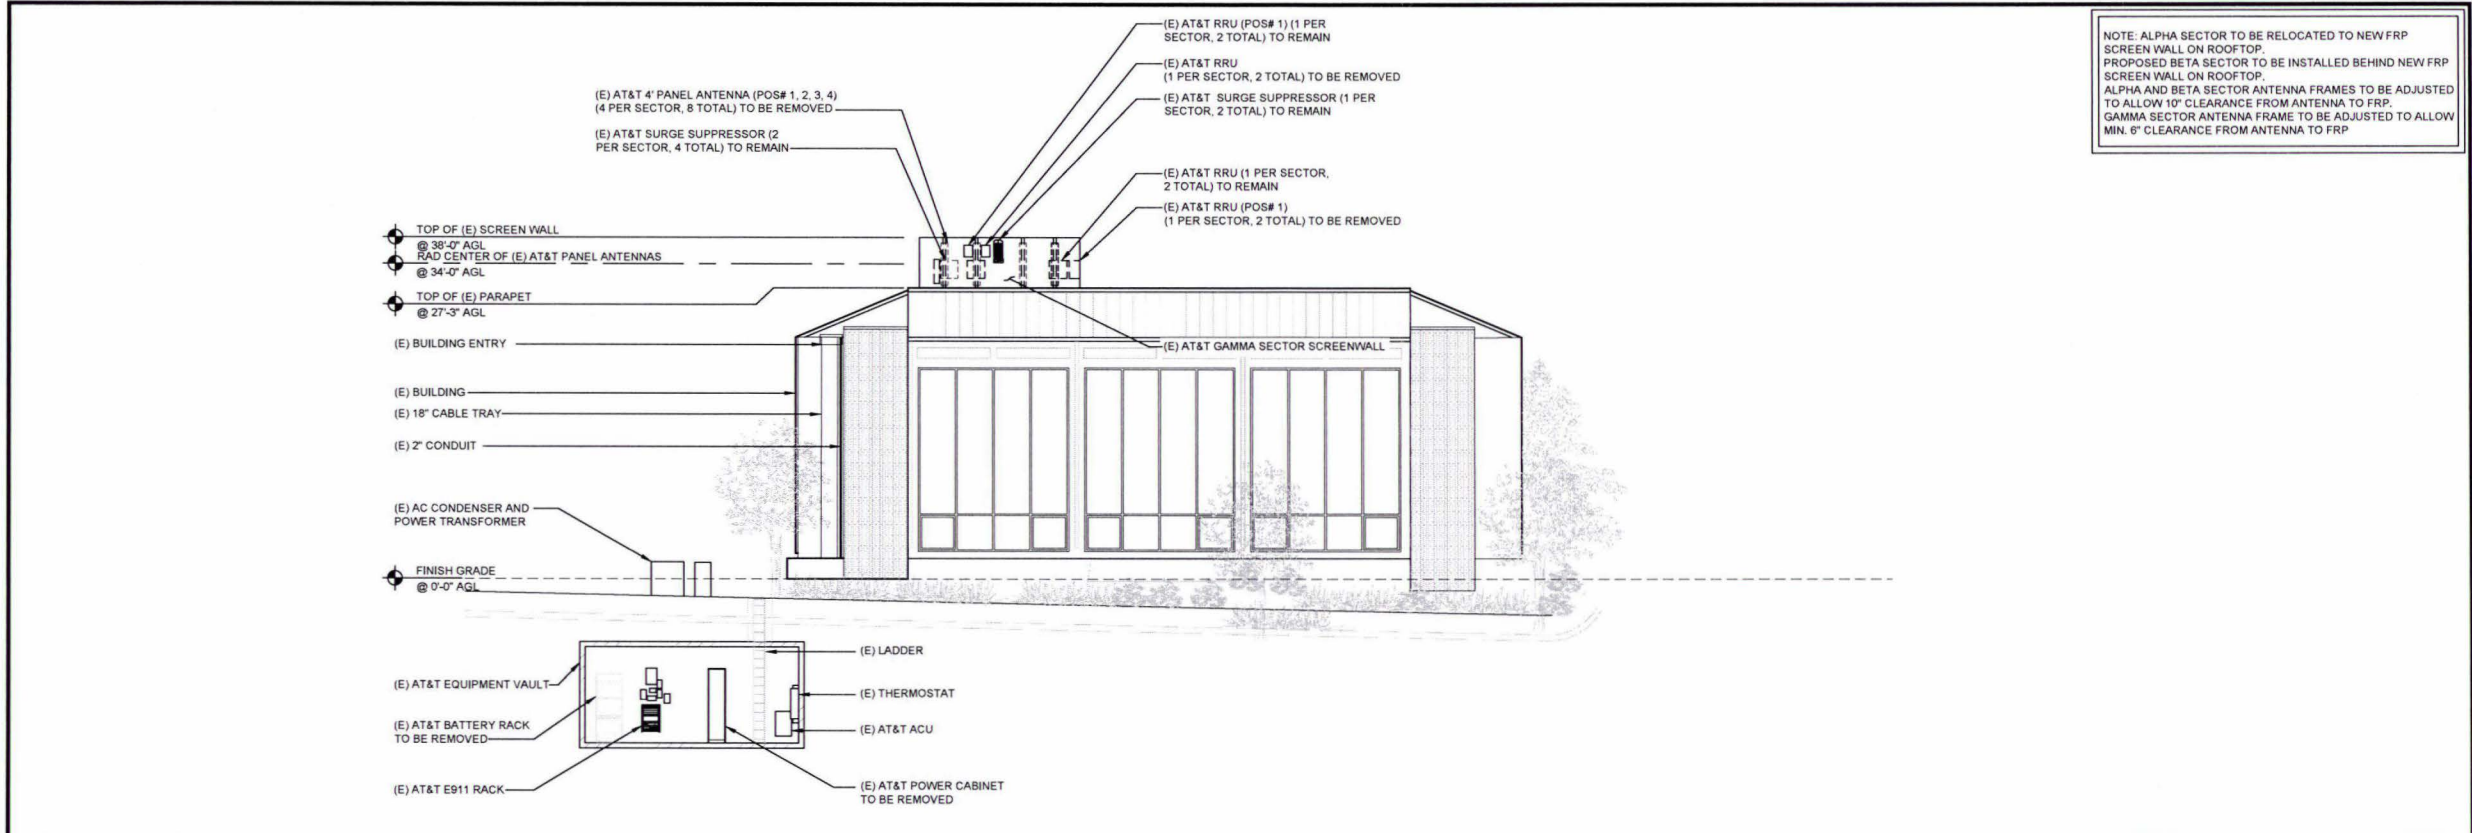 (E) AT&T RRU (POS# 1) (1 PER
SECTOR, 2 TOTAL) TO REMAIN
(E) AT&T RRU
(1 PER SECTOR, 2 TOTAL) TO BE REMOVED
(E) AT&T SURGE SUPPRESSOR (1 PER
SECTOR, 2 TOTAL) TO REMAIN
(E) AT&T 4' PANEL ANTENNA (POS# 1, 2, 3, 4)
(4 PER SECTOR, 8 TOTAL) TO BE REMOVED
(E) AT&T SURGE SUPPRESSOR (2
PER SECTOR, 4 TOTAL) TO REMAIN
(E) AT&T RRU (1 PER SECTOR,
2 TOTAL) TO REMAIN
(E) AT&T RRU (POS# 1)
(1 PER SECTOR, 2 TOTAL) TO BE REMOVED
NOTE: ALPHA SECTOR TO BE RELOCATED TO NEW FRP
SCREEN WALL ON ROOFTOP.
PROPOSED BETA SECTOR TO BE INSTALLED BEHIND NEW FRP
SCREEN WALL ON ROOFTOP.
ALPHA AND BETA SECTOR ANTENNA FRAMES TO BE ADJUSTED
TO ALLOW 10" CLEARANCE FROM ANTENNA TO FRP.
GAMMA SECTOR ANTENNA FRAME TO BE ADJUSTED TO ALLOW
MIN. 6" CLEARANCE FROM ANTENNA TO FRP
TOP OF (E) SCREEN WALL
@ 38'-0" AGL
RAD CENTER OF (E) AT&T PANEL ANTENNAS
@ 34'-0" AGL
TOP OF (E) PARAPET
@ 27'-3" AGL
(E) BUILDING ENTRY
(E) AT&T GAMMA SECTOR SCREENWALL
(E) BUILDING
(E) 18" CABLE TRAY
(E) 2" CONDUIT
(E) AC CONDENSER AND
POWER TRANSFORMER
FINISH GRADE
@ 0'-0" AGL
(E) LADDER
(E) AT&T EQUIPMENT VAULT
(E) THERMOSTAT
(E) AT&T BATTERY RACK
TO BE REMOVED
(E) AT&T ACU
(E) AT&T E911 RACK
(E) AT&T POWER CABINET
TO BE REMOVED